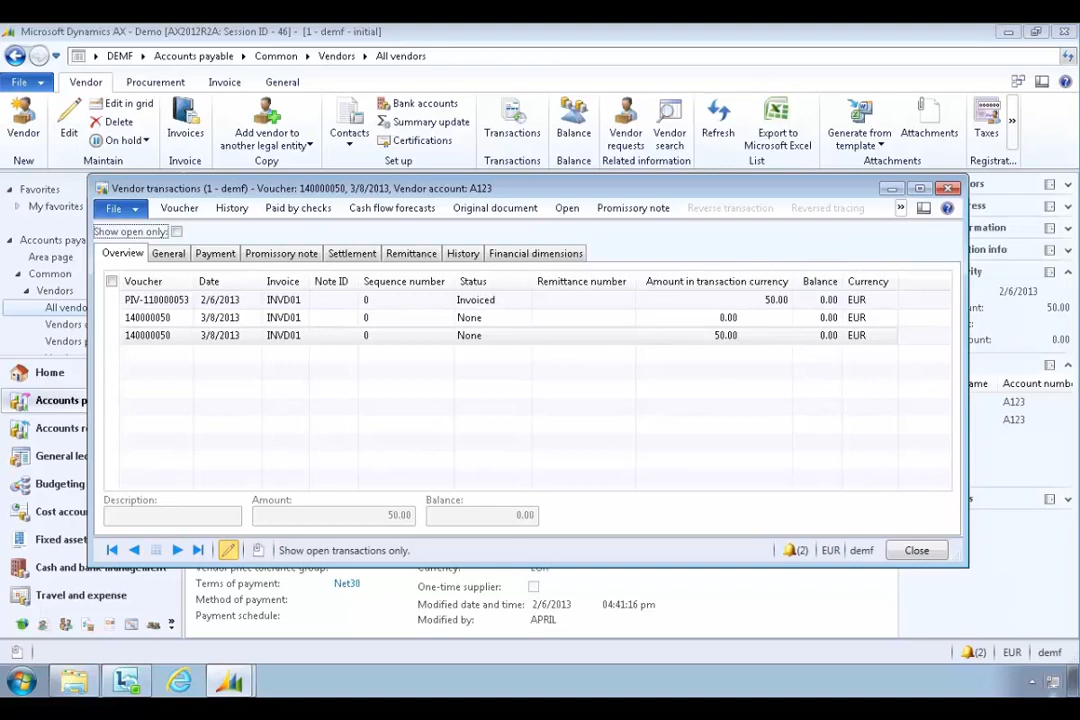 Microsoft Dynamics AX - Demo [AX2012R2A: Session ID - 46] - [1 - demf - initial]
DEMF Accounts payable Common Vendors All vendors
File Vendor Procurement Invoice General
Vendor Edit Edit in grid Delete On hold Invoices Add vendor to another legal entity Contacts Bank accounts Summary update Certifications Transactions Balance Vendor requests Vendor search Refresh Export to Microsoft Excel Generate from template Attachments Taxes
New Maintain Invoice Copy Set up Transactions Balance Related information List Attachments Registrat...
Favorites
My favorites
Accounts paya
Area page
Common
Vendors
All vendo
Vendors
Vendors
Home
Accounts p
Accounts r
General le
Budgeting
Cost accou
Fixed asset
Cash and bank management
Travel and expense
Vendor transactions (1 - demf) - Voucher: 140000050, 3/8/2013, Vendor account: A123
File Voucher History Paid by checks Cash flow forecasts Original document Open Promissory note Reverse transaction Reversed tracing
Show open only:
Overview General Payment Promissory note Settlement Remittance History Financial dimensions
Voucher Date Invoice Note ID Sequence number Status Remittance number Amount in transaction currency Balance Currency
PIV-110000053 2/6/2013 INVD01 0 Invoiced 50.00 0.00 EUR
140000050 3/8/2013 INVD01 0 None 0.00 0.00 EUR
140000050 3/8/2013 INVD01 0 None 50.00 0.00 EUR
Description: Amount: Balance:
50.00 0.00
Show open transactions only. (2) EUR demf Close
ors
ress
rmation
tion info
rity
3/6/2013
nt: 50.00
0.00
ame Account numb
A123
A123
s
Terms of payment: Net30
Method of payment:
Payment schedule:
One-time supplier:
Modified date and time: 2/6/2013 04:41:16 pm
Modified by: APRIL
(2) EUR demf